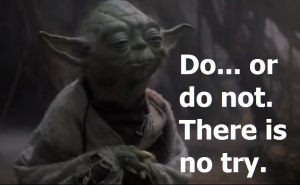 Do... or
do not.
There is
no try.